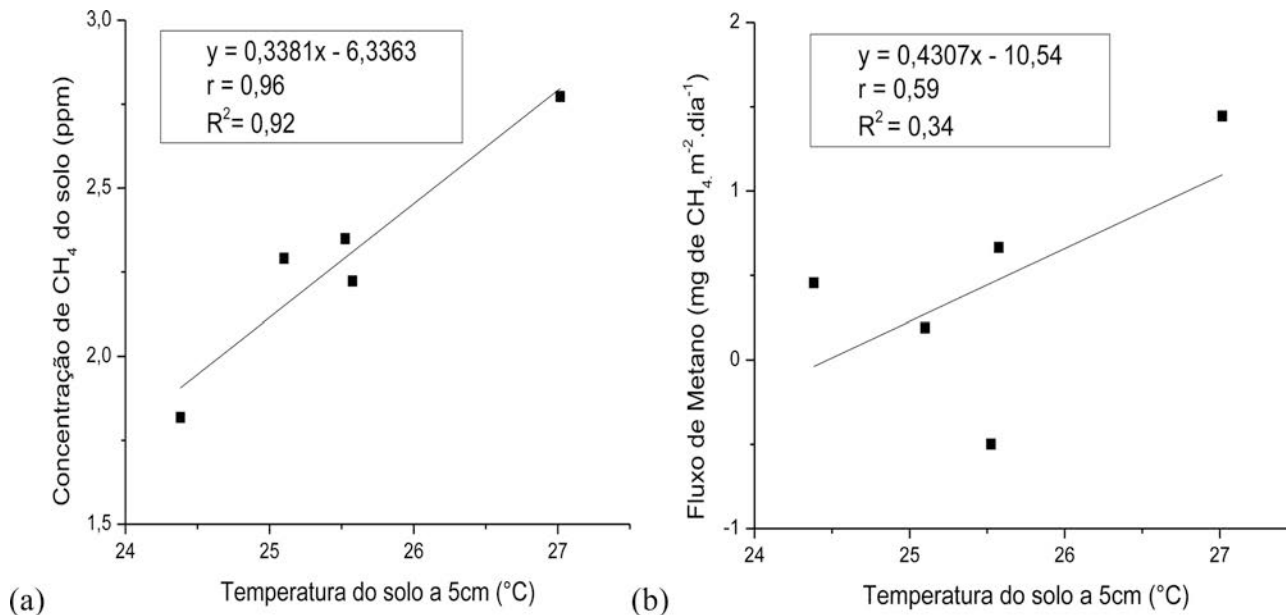 3,0
2,5
2,0
1,5
Concentração de CH4 do solo (ppm)
y = 0,3381x - 6,3363
r = 0,96
R²= 0,92
24 25 26 27
Temperatura do solo a 5cm (°C)
(a)
2
1
0
-1
Fluxo de Metano (mg de CH4.m⁻².dia⁻¹)
y = 0,4307x - 10,54
r = 0,59
R² = 0,34
24 25 26 27
Temperatura do solo a 5cm (°C)
(b)